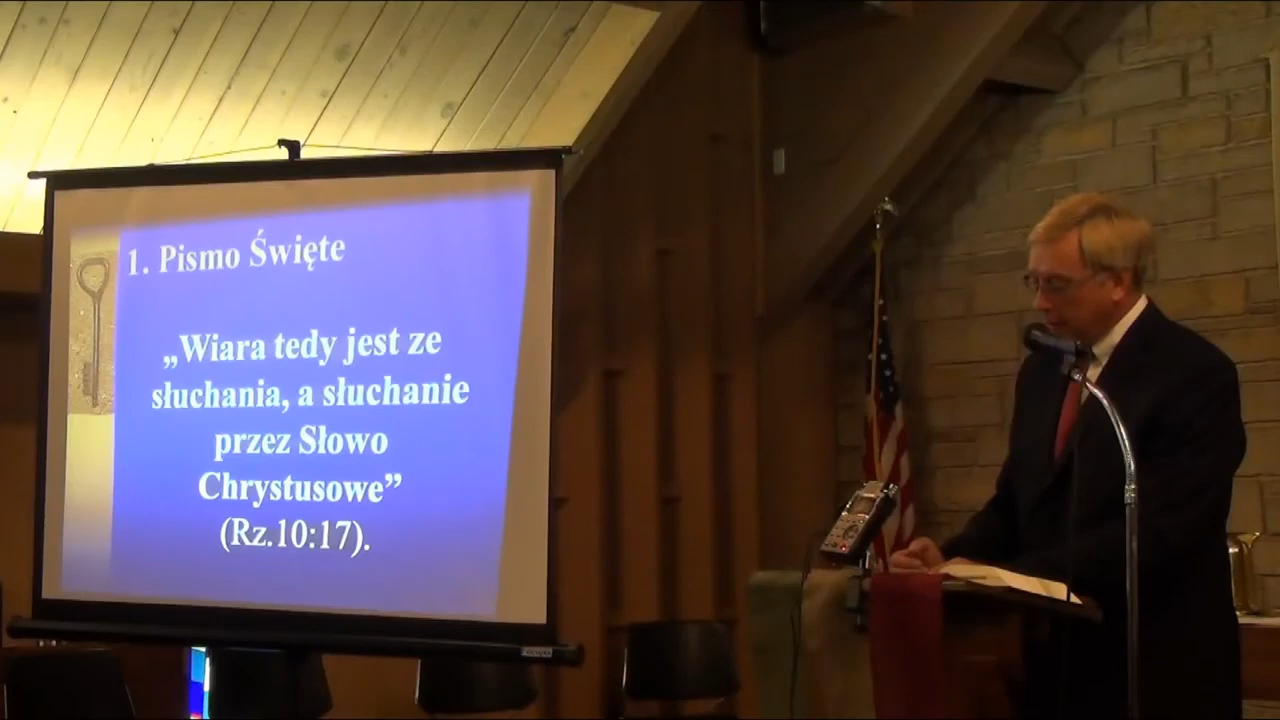 1. Pismo Święte
„Wiara tedy jest ze
słuchania, a słuchanie
przez Słowo
Chrystusowe”
(Rz.10:17).